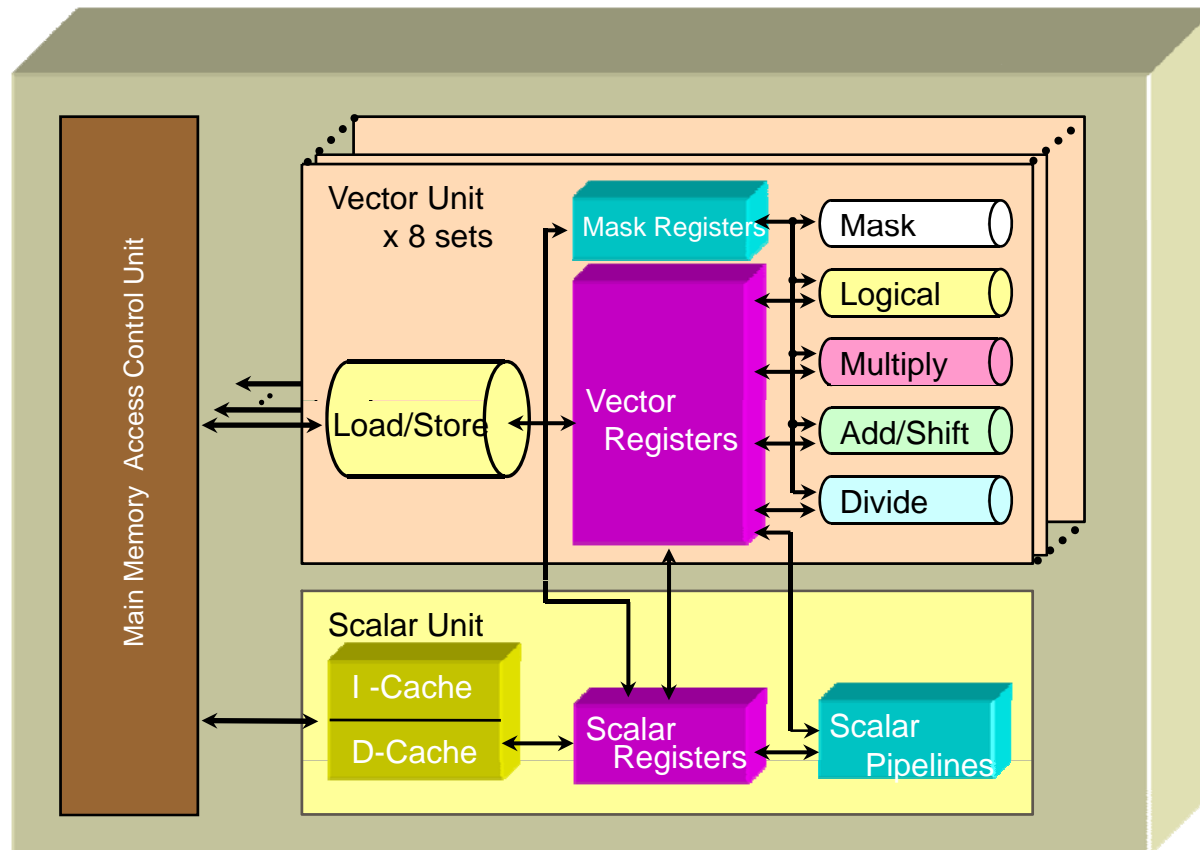 Main Memory Access Control Unit
Vector Unit
x 8 sets
Mask Registers
Mask
Logical
Multiply
Add/Shift
Divide
Load/Store
Vector
Registers
Scalar Unit
I -Cache
D-Cache
Scalar
Registers
Scalar
Pipelines